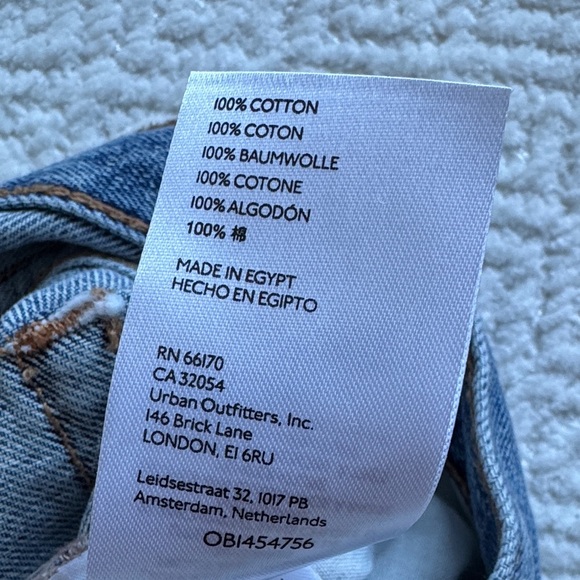 100% COTTON
100% COTON
100% BAUMWOLLE
100% COTONE
100% ALGODÓN
100% 棉
MADE IN EGYPT
HECHO EN EGIPTO
RN 66170
CA 32054
Urban Outfitters, Inc.
146 Brick Lane
LONDON, E1 6RU
Leidsestraat 32, 1017 PB
Amsterdam, Netherlands
OB1454756